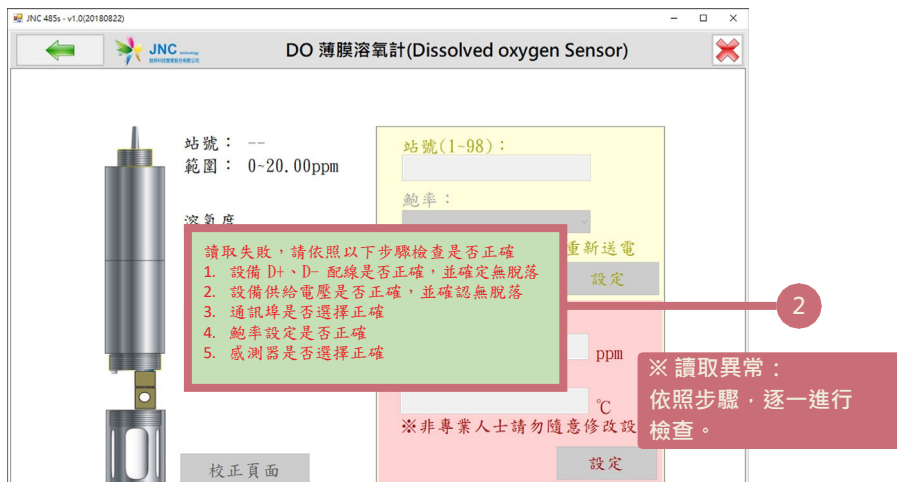 JNC 485s - v1.0(20180822)
JNC technology
DO 薄膜溶氧計(Dissolved oxygen Sensor)
站號： --
範圍： 0~20.00ppm
溶氧度
站號(1~98)：
鮑率：
重新送電
設定
讀取失敗，請依照以下步驟檢查是否正確
1. 設備 D+、D- 配線是否正確，並確定無脫落
2. 設備供給電壓是否正確，並確認無脫落
3. 通訊埠是否選擇正確
4. 鮑率設定是否正確
5. 感測器是否選擇正確
2
ppm
℃
※非專業人士請勿隨意修改設
設定
校正頁面
※ 讀取異常：
依照步驟，逐一進行
檢查。